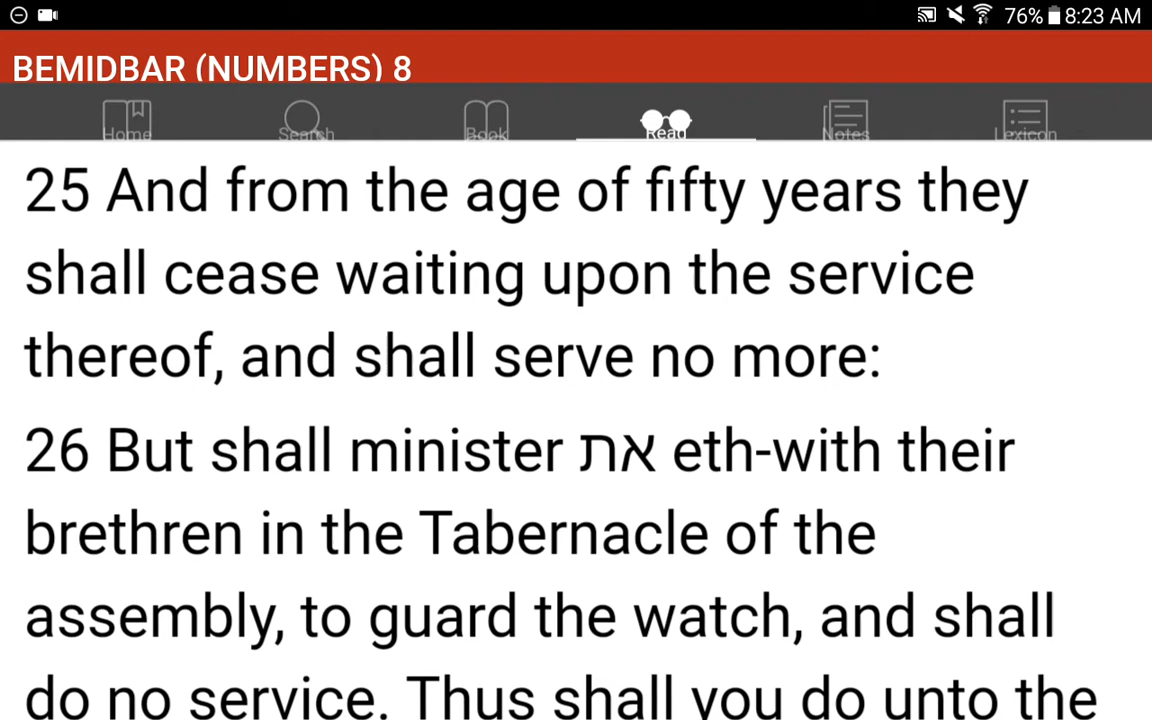 76% 8:23 AM
BEMIDBAR (NUMBERS) 8
Home Search Book Read Notes Lexicon
25 And from the age of fifty years they
shall cease waiting upon the service
thereof, and shall serve no more:
26 But shall minister את eth-with their
brethren in the Tabernacle of the
assembly, to guard the watch, and shall
do no service. Thus shall you do unto the